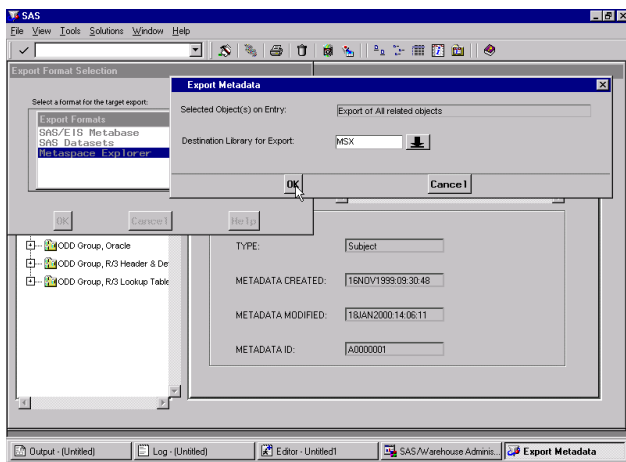 SAS
File View Tools Solutions Window Help
Export Format Selection
Select a format for the target export:
Export Formats
SAS/EIS Metabase
SAS Datasets
Metaspace Explorer
OK Cancel Help
Export Metadata
Selected Object(s) on Entry: Export of All related objects
Destination Library for Export: MSX
OK Cancel
ODD Group, Oracle
ODD Group, R/3 Header & De
ODD Group, R/3 Lookup Table
TYPE: Subject
METADATA CREATED: 16NOV1999:09:30:48
METADATA MODIFIED: 18JAN2000:14:06:11
METADATA ID: A0000001
Output - (Untitled) Log - (Untitled) Editor - Untitled1 SAS/Warehouse Adminis... Export Metadata